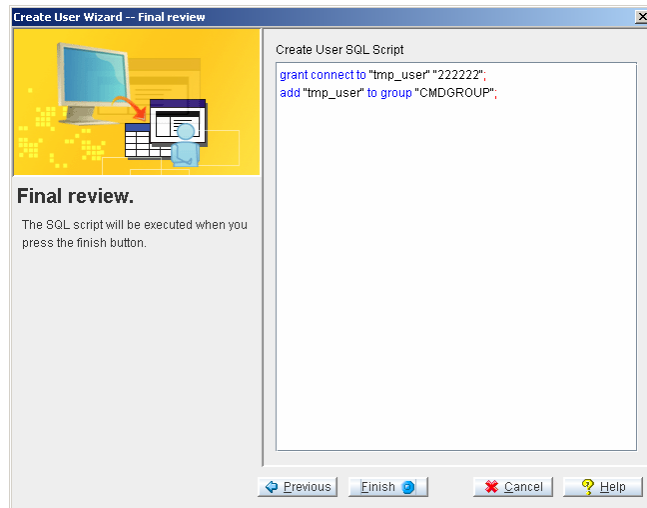 Create User Wizard -- Final review
Create User SQL Script
grant connect to "tmp_user" "222222";
add "tmp_user" to group "CMDGROUP";
Final review.
The SQL script will be executed when you
press the finish button.
Previous
Finish
Cancel
Help